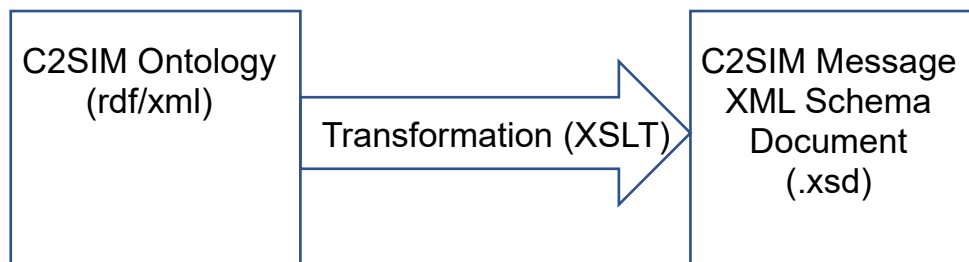 C2SIM Ontology
(rdf/xml)
Transformation (XSLT)
C2SIM Message
XML Schema
Document
(.xsd)